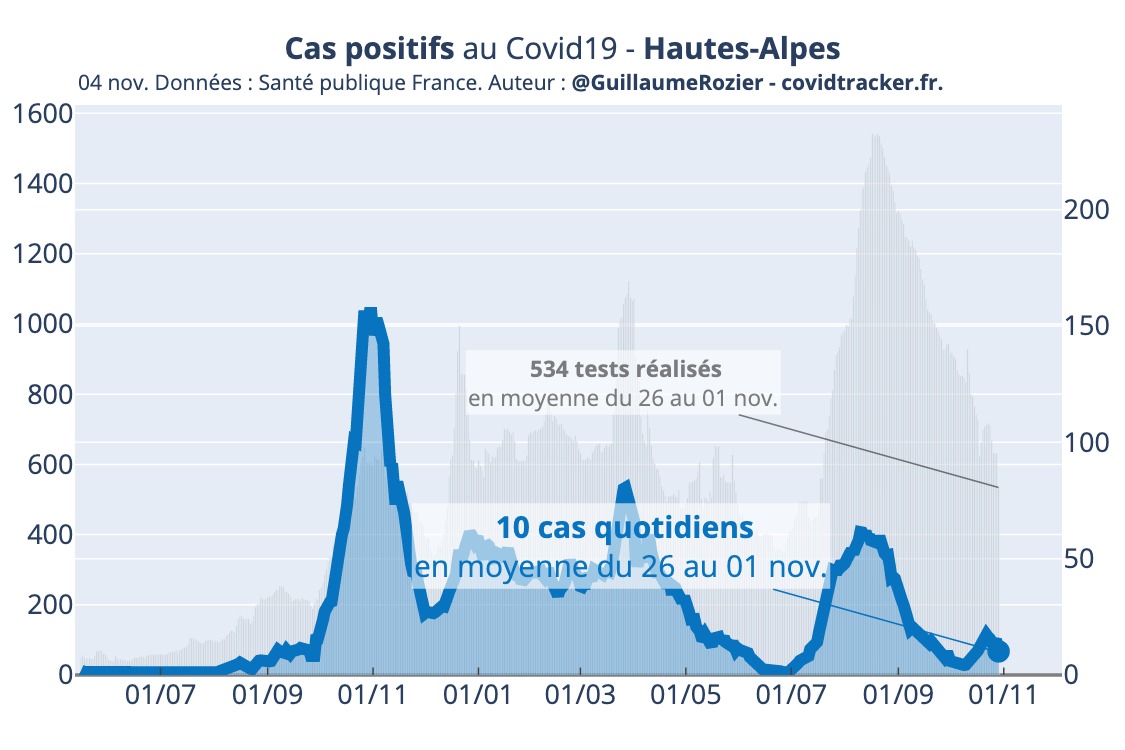 Cas positifs au Covid19 - Hautes-Alpes
04 nov. Données : Santé publique France. Auteur : @GuillaumeRozier - covidtracker.fr.
1600
1400
200
1200
1000
150
534 tests réalisés
en moyenne du 26 au 01 nov.
800
100
600
10 cas quotidiens
400
en moyenne du 26 au 01 nov.
50
200
0
0
01/07 01/09 01/11 01/01 01/03 01/05 01/07 01/09 01/11